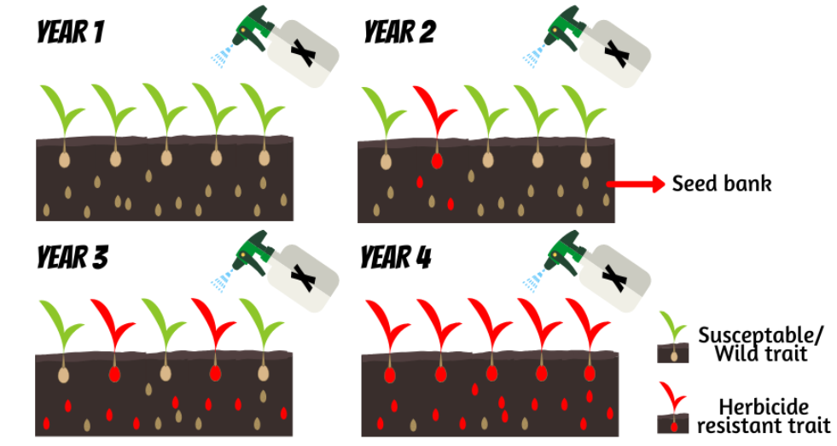 YEAR 1
YEAR 2
X
X
Seed bank
YEAR 3
YEAR 4
X
X
Susceptable/
Wild trait
Herbicide
resistant trait